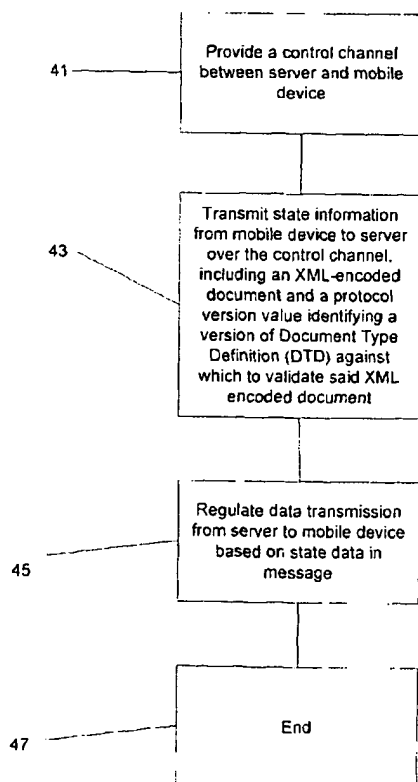 41
Provide a control channel
between server and mobile
device
43
Transmit state information
from mobile device to server
over the control channel,
including an XML-encoded
document and a protocol
version value identifying a
version of Document Type
Definition (DTD) against
which to validate said XML
encoded document
45
Regulate data transmission
from server to mobile device
based on state data in
message
47
End